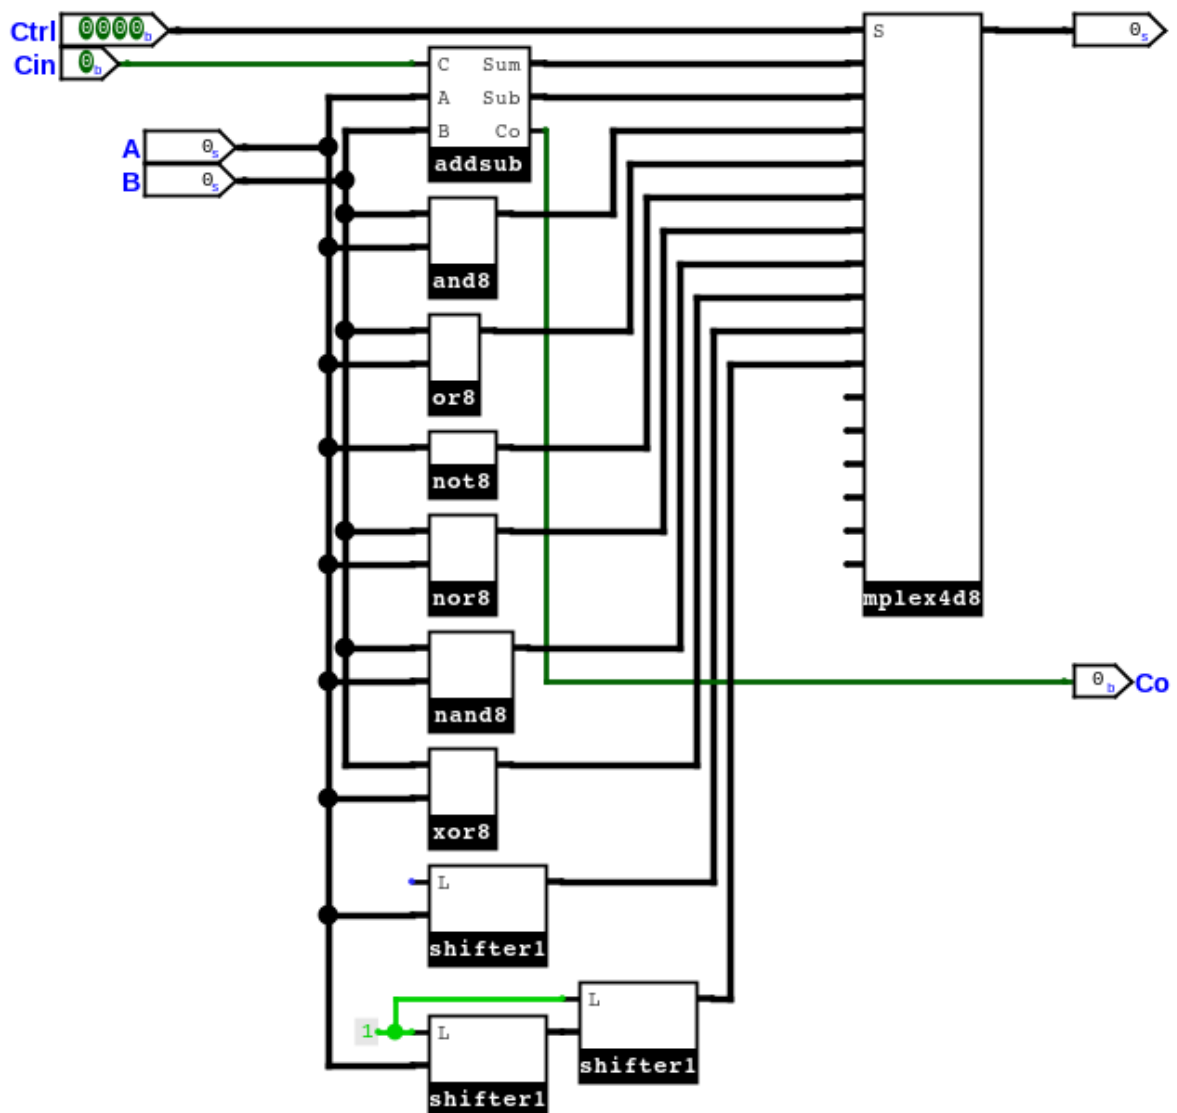 Ctrl 0000b S 0s
Cin 0b C Sum
A Sub
B Co
addsub
A 0s
B 0s
and8
or8
not8
nor8
mplex4d8
nand8
0b Co
xor8
L
shifter1
L
1 L
shifter1
shifter1